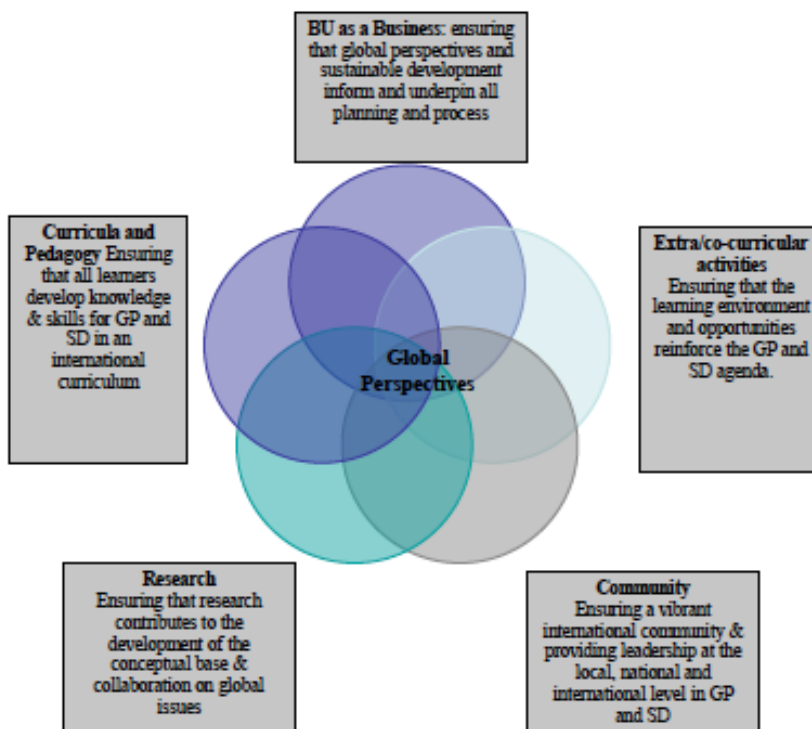 BU as a Business: ensuring
that global perspectives and
sustainable development
inform and underpin all
planning and process
Curricula and
Pedagogy Ensuring
that all learners
develop knowledge
& skills for GP and
SD in an
international
curriculum
Extra/co-curricular
activities
Ensuring that the
learning environment
and opportunities
reinforce the GP and
SD agenda.
Global
Perspectives
Research
Ensuring that research
contributes to the
development of the
conceptual base &
collaboration on global
issues
Community
Ensuring a vibrant
international community &
providing leadership at the
local, national and
international level in GP
and SD